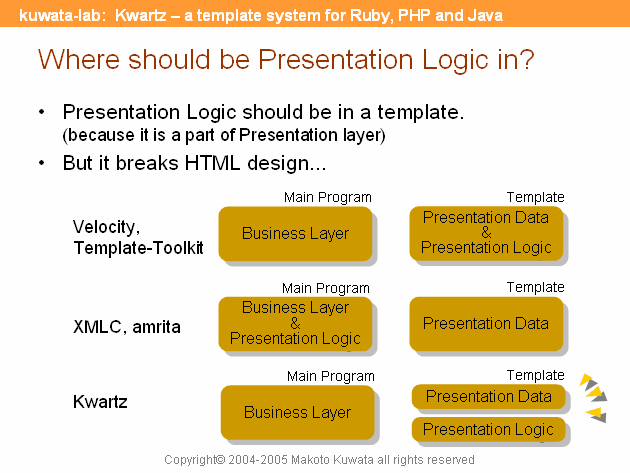 kuwata-lab: Kwartz – a template system for Ruby, PHP and Java
Where should be Presentation Logic in?
• Presentation Logic should be in a template.
(because it is a part of Presentation layer)
• But it breaks HTML design...
Main Program
Template
Velocity,
Template-Toolkit
Business Layer
Presentation Data
&
Presentation Logic
Main Program
Template
XMLC, amrita
Business Layer
&
Presentation Logic
Presentation Data
Main Program
Template
Kwartz
Business Layer
Presentation Data
Presentation Logic
Copyright© 2004-2005 Makoto Kuwata all rights reserved